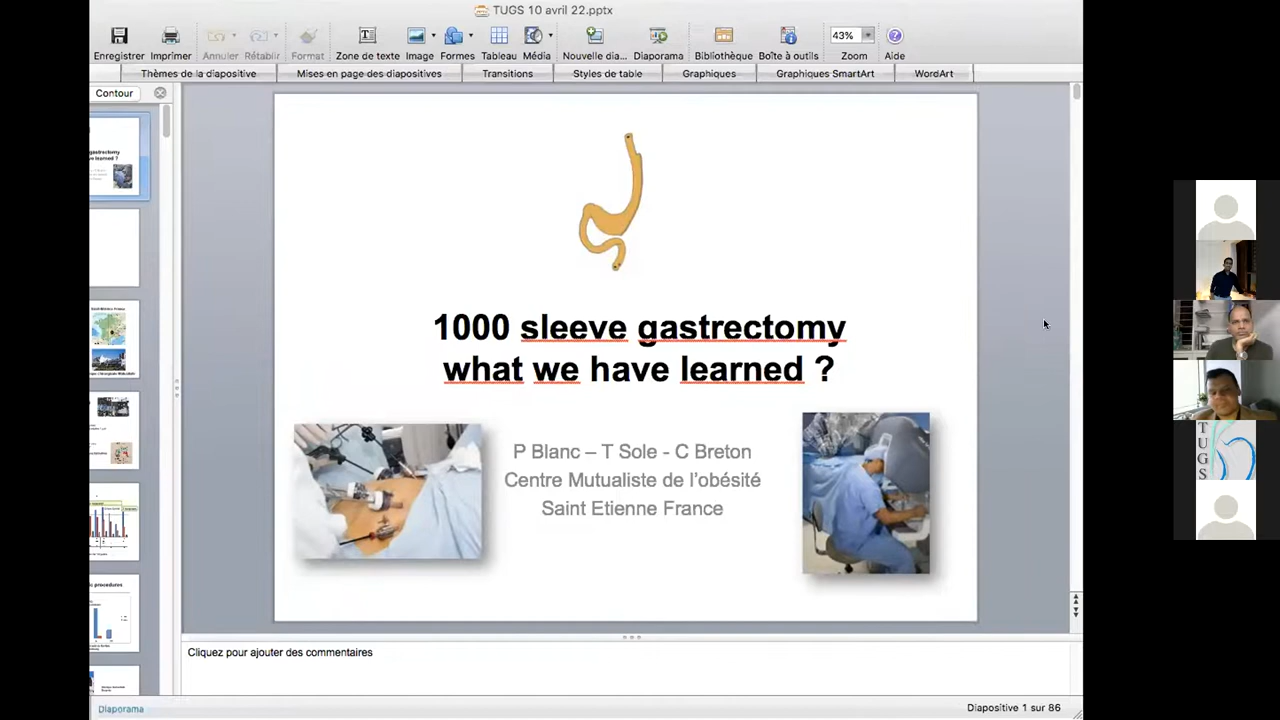 TUGS 10 avril 22.pptx
Enregistrer Imprimer Annuler Rétablir Format Zone de texte Image Formes Tableau Média Nouvelle dia... Diaporama Bibliothèque Boîte à outils Zoom Aide
43%
Thèmes de la diapositive Mises en page des diapositives Transitions Styles de table Graphiques Graphiques SmartArt WordArt
Contour
1000 sleeve gastrectomy
what we have learned ?
P Blanc – T Sole - C Breton
Centre Mutualiste de l'obésité
Saint Etienne France
Cliquez pour ajouter des commentaires
Diaporama
Diapositive 1 sur 86
TUGS